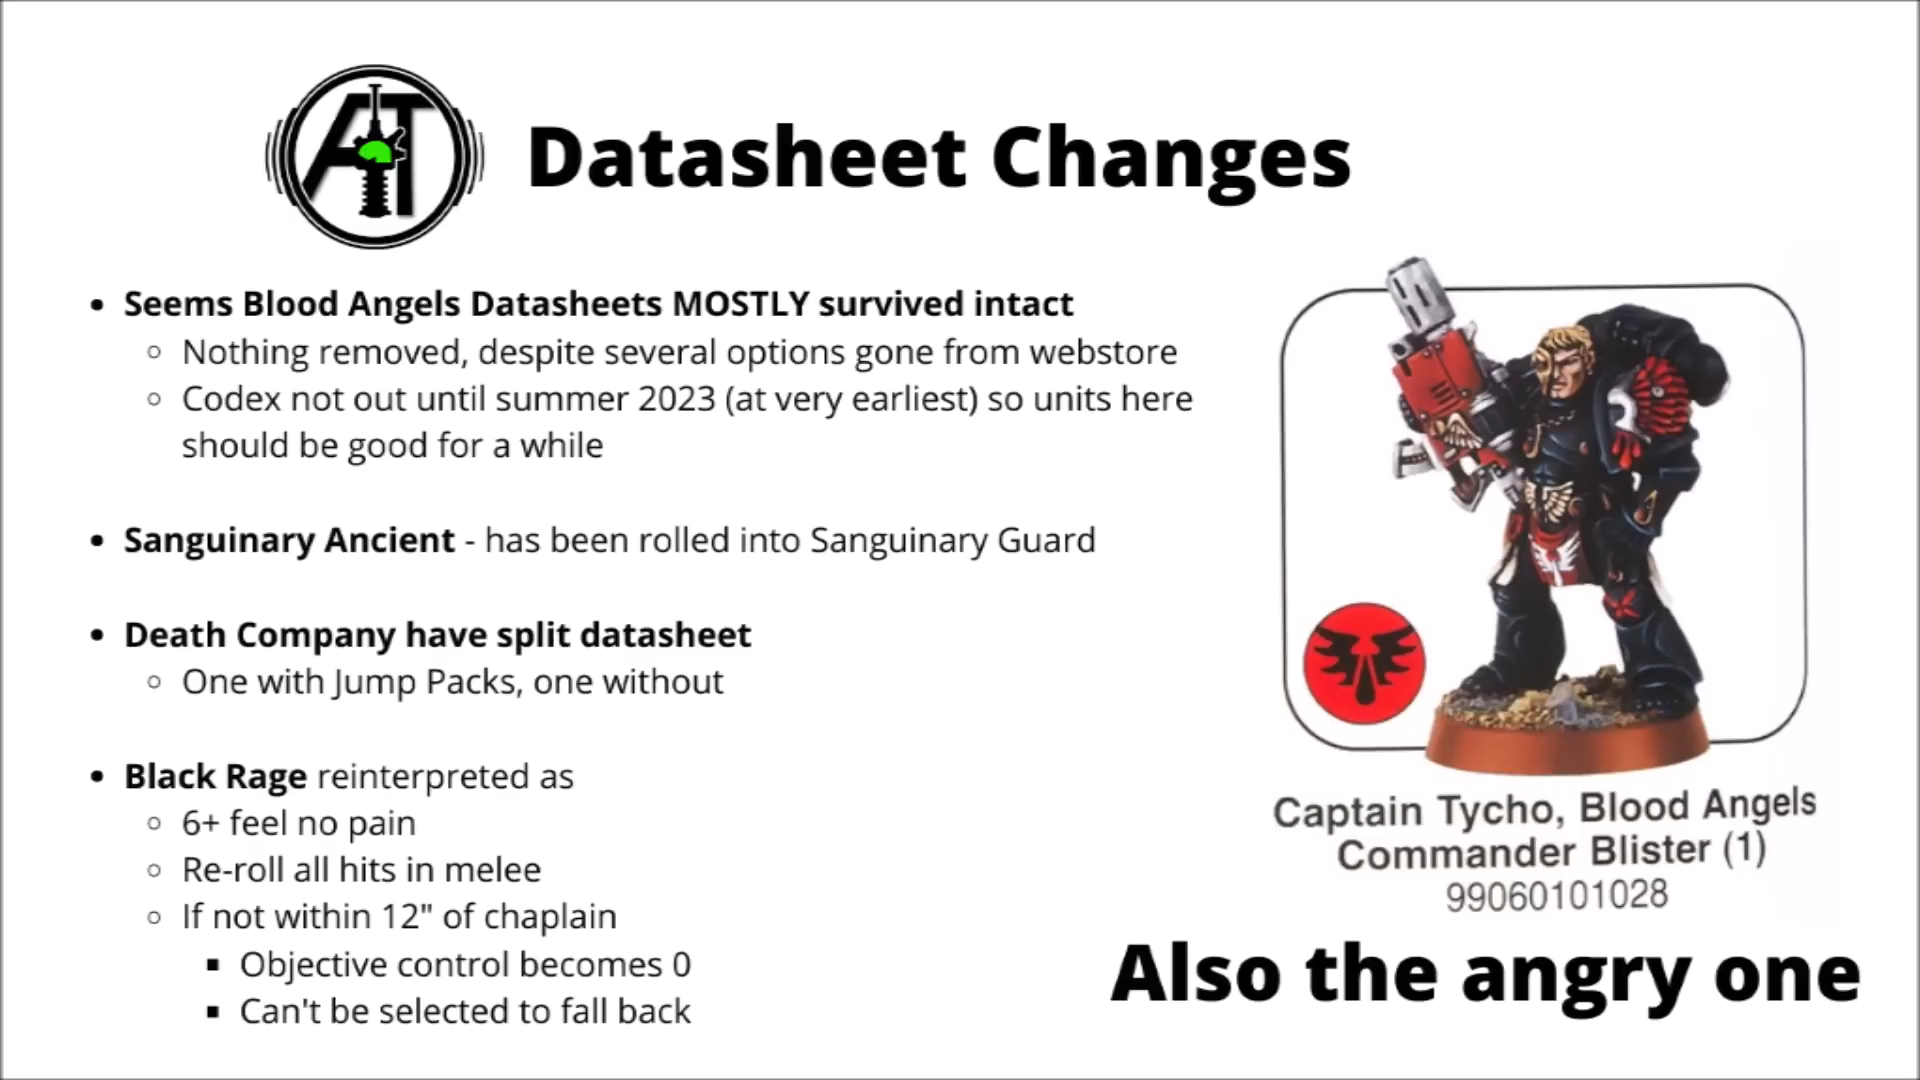 AT
Datasheet Changes
• Seems Blood Angels Datasheets MOSTLY survived intact
○ Nothing removed, despite several options gone from webstore
○ Codex not out until summer 2023 (at very earliest) so units here
should be good for a while
• Sanguinary Ancient - has been rolled into Sanguinary Guard
• Death Company have split datasheet
○ One with Jump Packs, one without
• Black Rage reinterpreted as
○ 6+ feel no pain
○ Re-roll all hits in melee
○ If not within 12" of chaplain
▪ Objective control becomes 0
▪ Can't be selected to fall back
Captain Tycho, Blood Angels
Commander Blister (1)
99060101028
Also the angry one